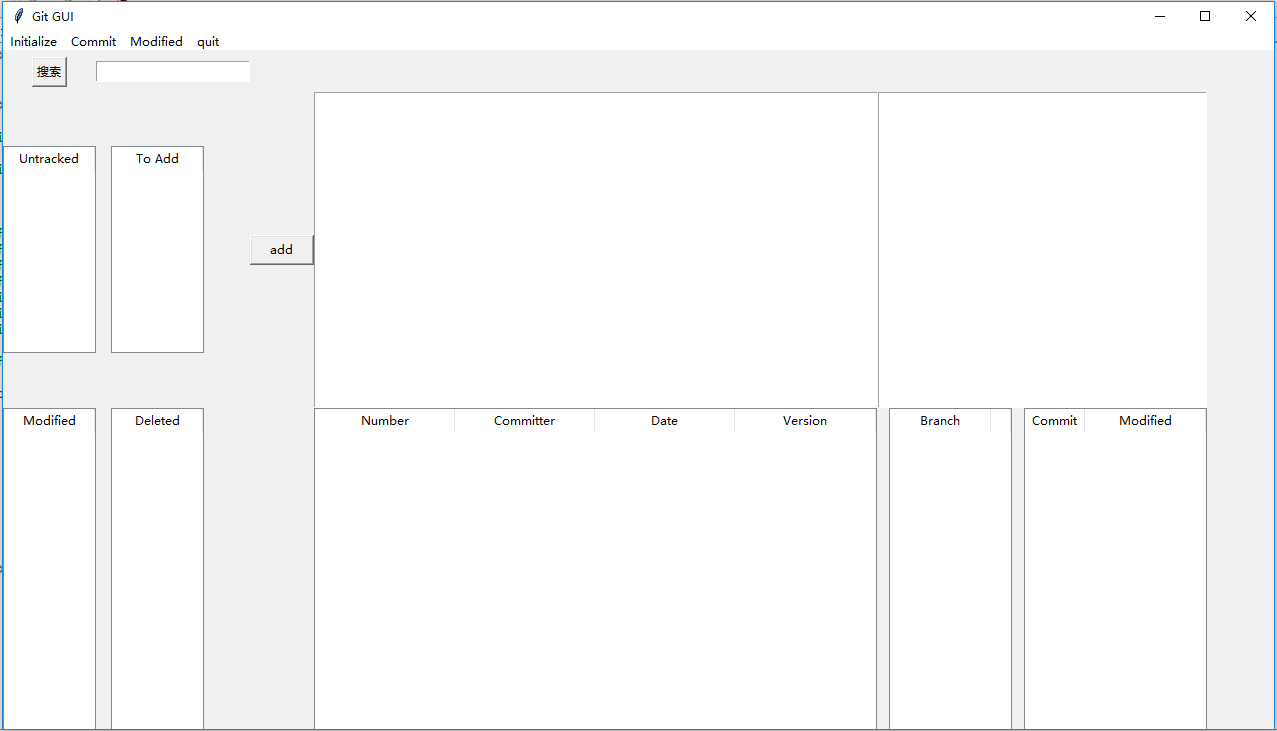 Git GUI
Initialize Commit Modified quit
搜索
Untracked To Add
add
Modified Deleted Number Committer Date Version Branch Commit Modified